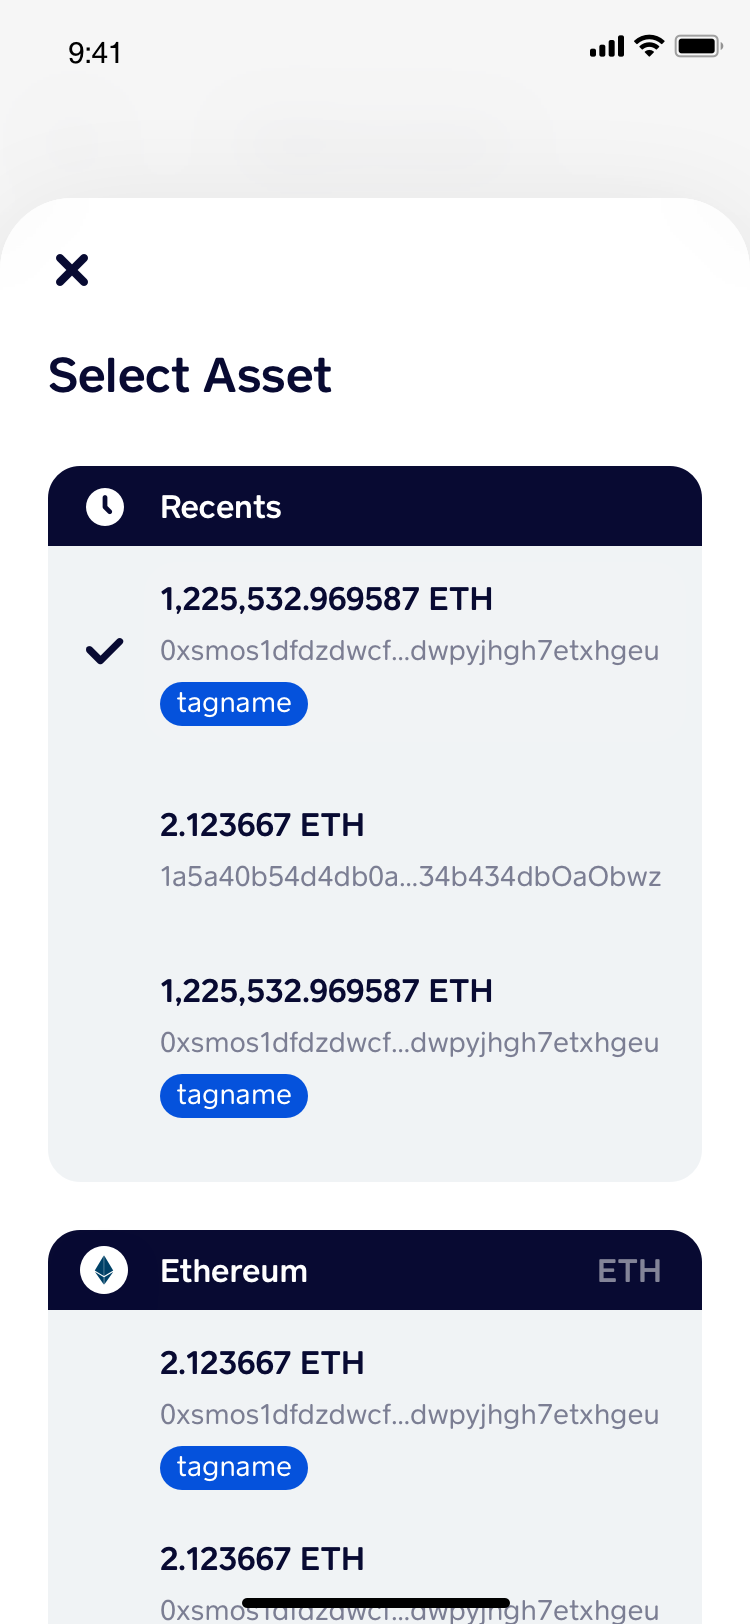 9:41
Select Asset
Recents
1,225,532.969587 ETH
0xsmos1dfdzdwcf...dwpyjhgh7etxhgeu
tagname
2.123667 ETH
1a5a40b54d4db0a...34b434dbOaObwz
1,225,532.969587 ETH
0xsmos1dfdzdwcf...dwpyjhgh7etxhgeu
tagname
Ethereum ETH
2.123667 ETH
0xsmos1dfdzdwcf...dwpyjhgh7etxhgeu
tagname
2.123667 ETH
0xsmos1dfdzdwcf...dwpyjhgh7etxhgeu